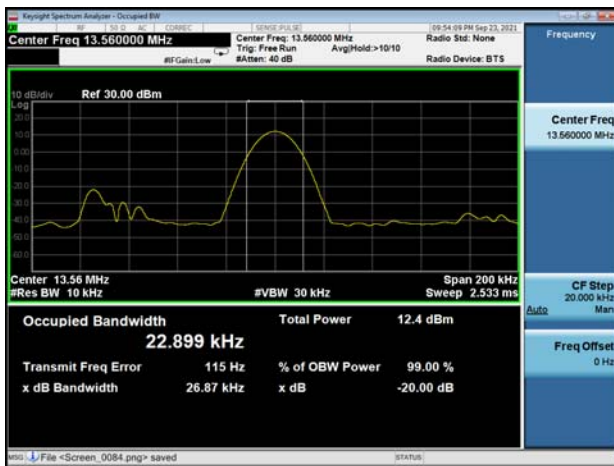 Keysight Spectrum Analyzer - Occupied BW
RF 50 Ω AC CORREC SENSE:PULSE 09:54:09 PM Sep 23, 2021
Center Freq 13.560000 MHz
Center Freq: 13.560000 MHz Radio Std: None
Trig: Free Run Avg|Hold:>10/10
#IFGain:Low #Atten: 40 dB Radio Device: BTS
Frequency
10 dB/div Ref 30.00 dBm
Log
20.0
10.0
0.00
10.0
20.0
30.0
40.0
50.0
60.0
Center 13.56 MHz Span 200 kHz
#Res BW 10 kHz #VBW 30 kHz Sweep 2.533 ms
Occupied Bandwidth Total Power 12.4 dBm
22.899 kHz
Transmit Freq Error 115 Hz % of OBW Power 99.00 %
x dB Bandwidth 26.87 kHz x dB -20.00 dB
Center Freq
13.560000 MHz
CF Step
20.000 kHz
Auto Man
Freq Offset
0 Hz
MSG File <Screen_0084.png> saved STATUS